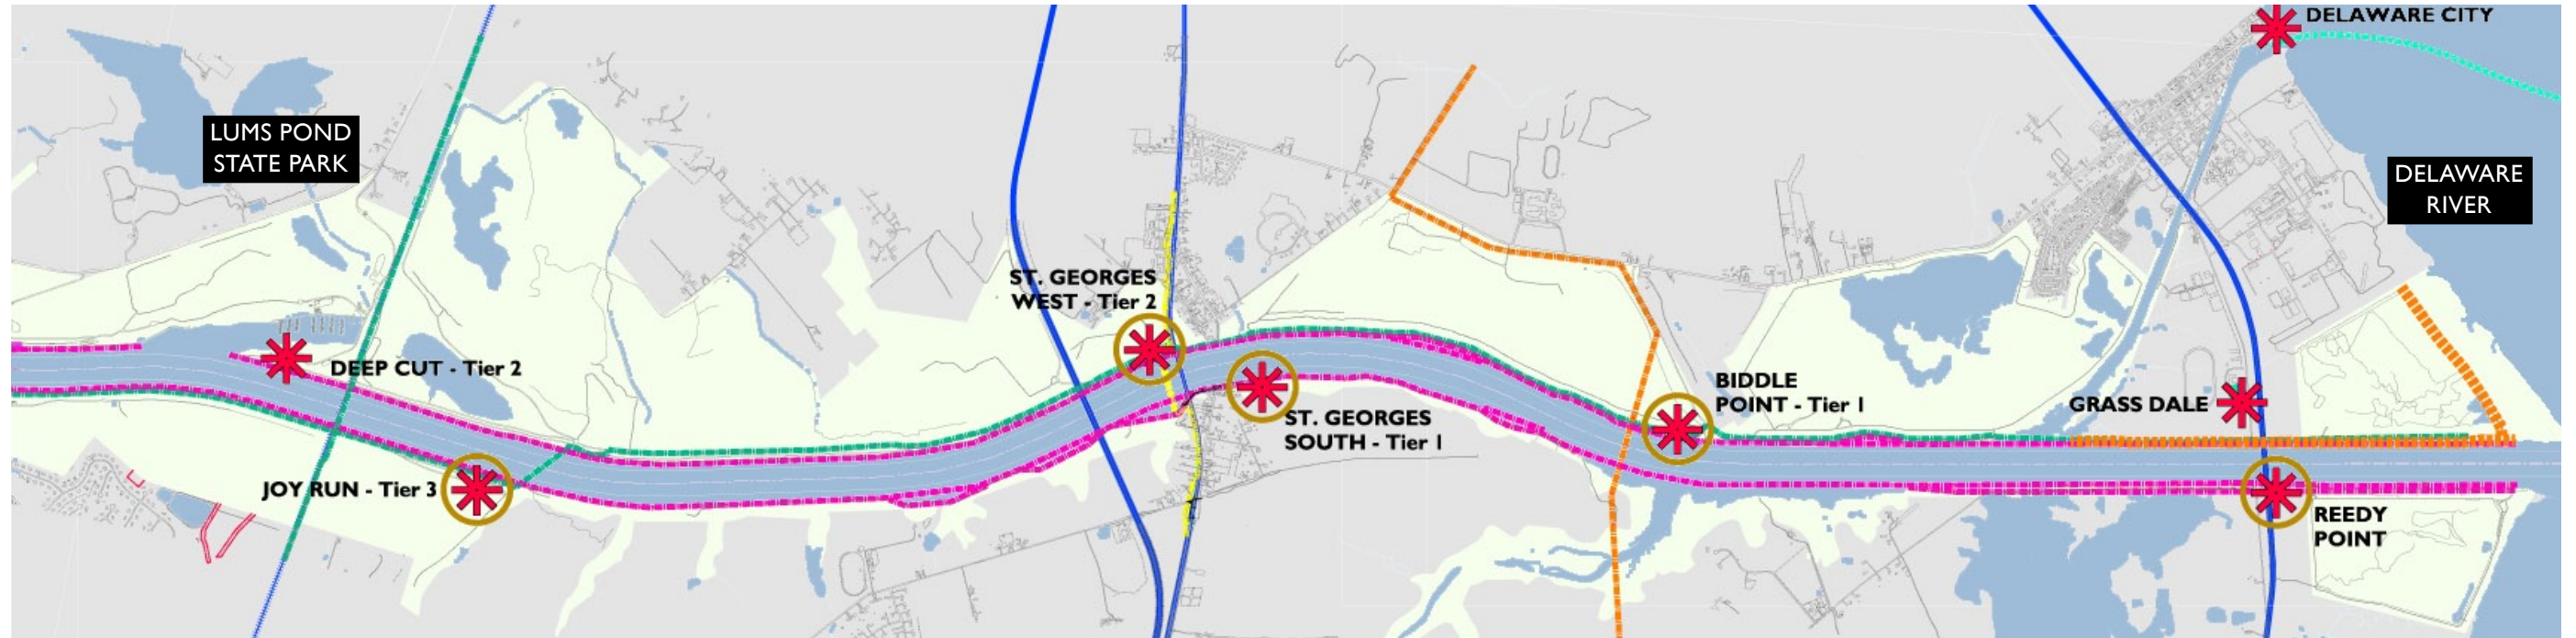 DELAWARE CITY
LUMS POND
STATE PARK
DELAWARE
RIVER
ST. GEORGES
WEST - Tier 2
DEEP CUT - Tier 2
BIDDLE
POINT - Tier 1
GRASS DALE
ST. GEORGES
SOUTH - Tier 1
JOY RUN - Tier 3
REEDY
POINT